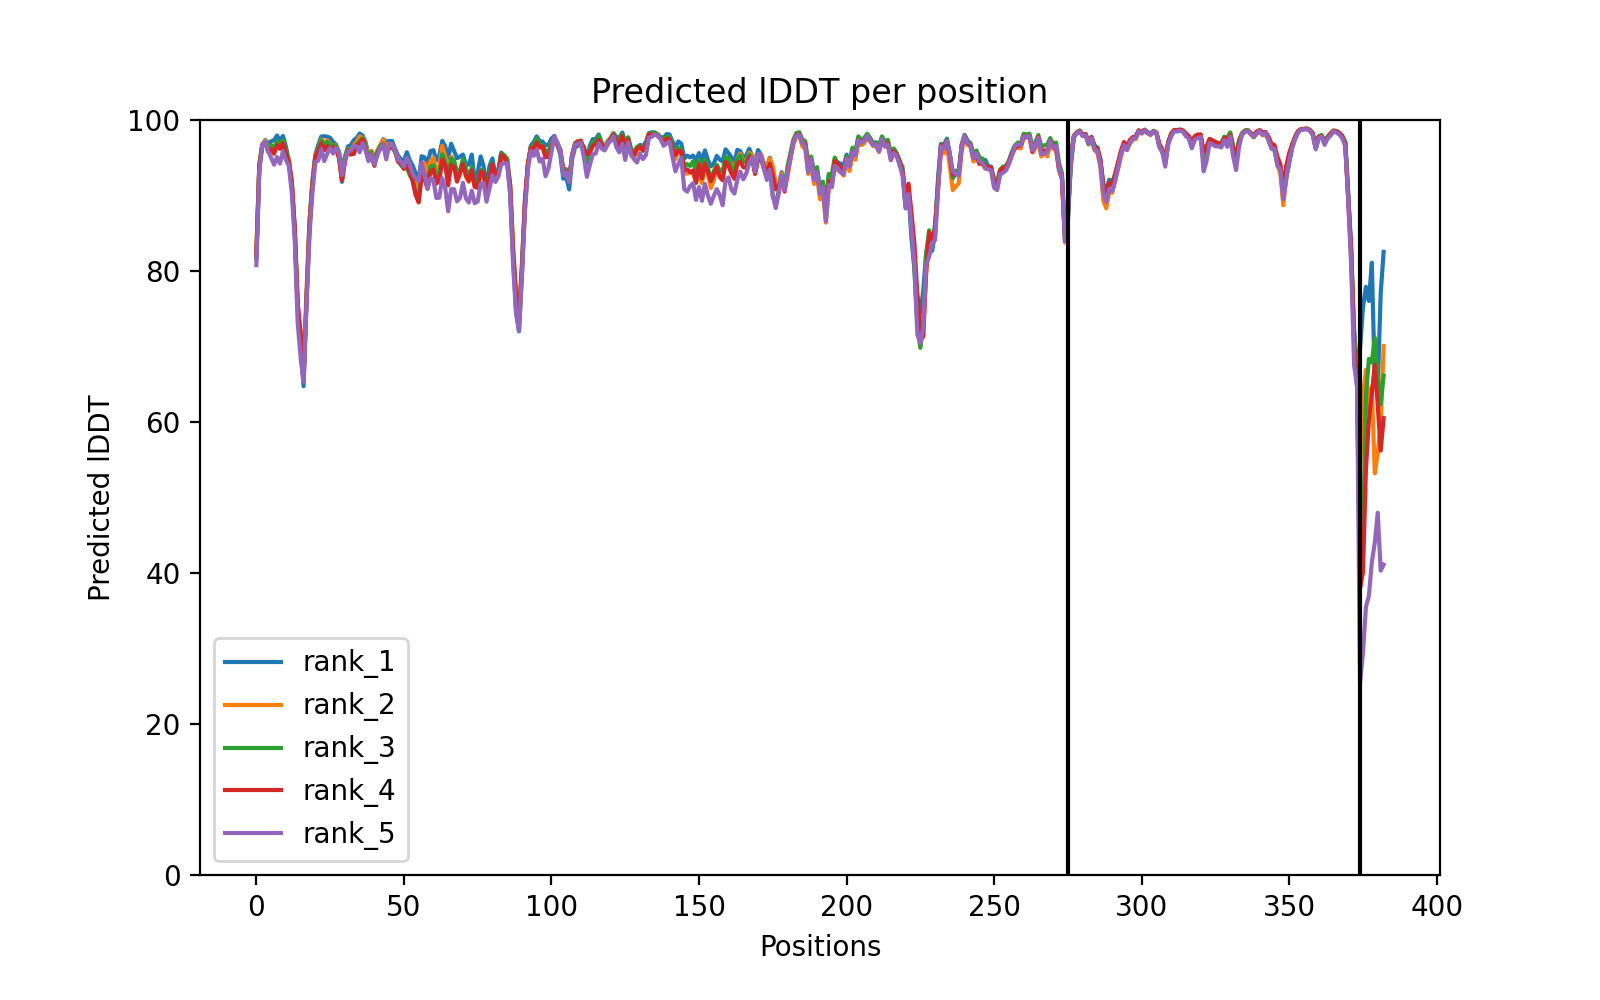 Predicted lDDT per position
100
80
60
40
20
0
Predicted lDDT
rank_1
rank_2
rank_3
rank_4
rank_5
0 50 100 150 200 250 300 350 400
Positions